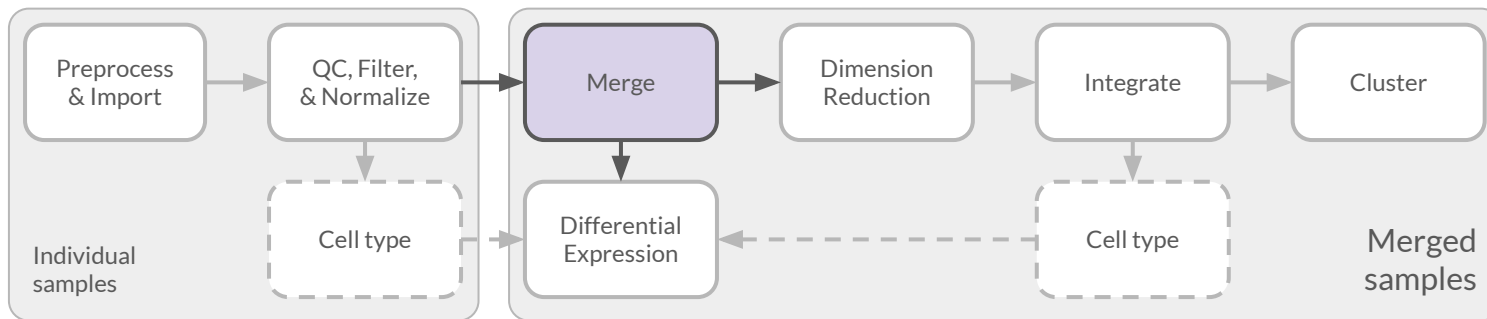 Preprocess
& Import
QC, Filter,
& Normalize
Merge
Dimension
Reduction
Integrate
Cluster
Cell type
Differential
Expression
Cell type
Individual
samples
Merged
samples